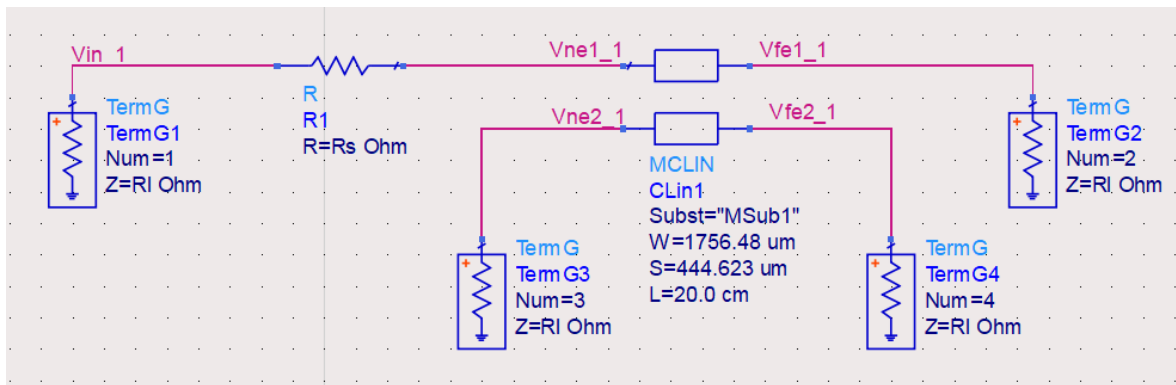 Vin_1
Vne1_1
Vfe1_1
R
R1
R=Rs Ohm
TermG
TermG1
Num=1
Z=Rl Ohm
Vne2_1
Vfe2_1
TermG
TermG2
Num=2
Z=Rl Ohm
MCLIN
CLin1
Subst="MSub1"
W=1756.48 um
S=444.623 um
L=20.0 cm
TermG
TermG3
Num=3
Z=Rl Ohm
TermG
TermG4
Num=4
Z=Rl Ohm